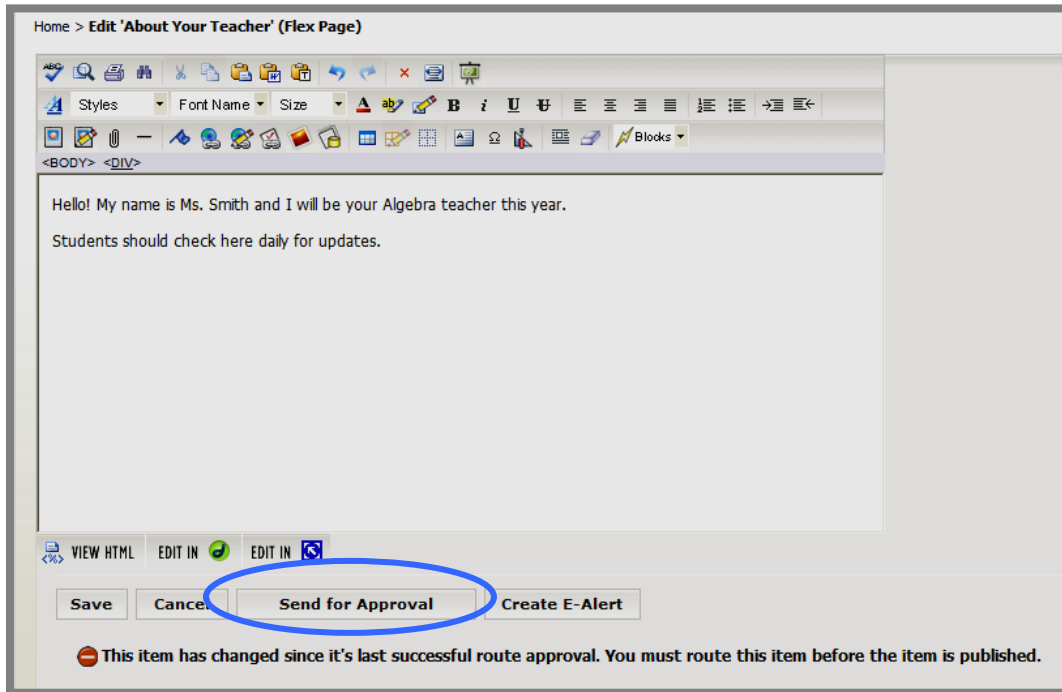 Home > Edit 'About Your Teacher' (Flex Page)
ABC
Styles Font Name Size A ab B i U U
Ω Blocks
<BODY> <DIV>
Hello! My name is Ms. Smith and I will be your Algebra teacher this year.
Students should check here daily for updates.
VIEW HTML EDIT IN EDIT IN
Save Cancel Send for Approval Create E-Alert
This item has changed since it's last successful route approval. You must route this item before the item is published.